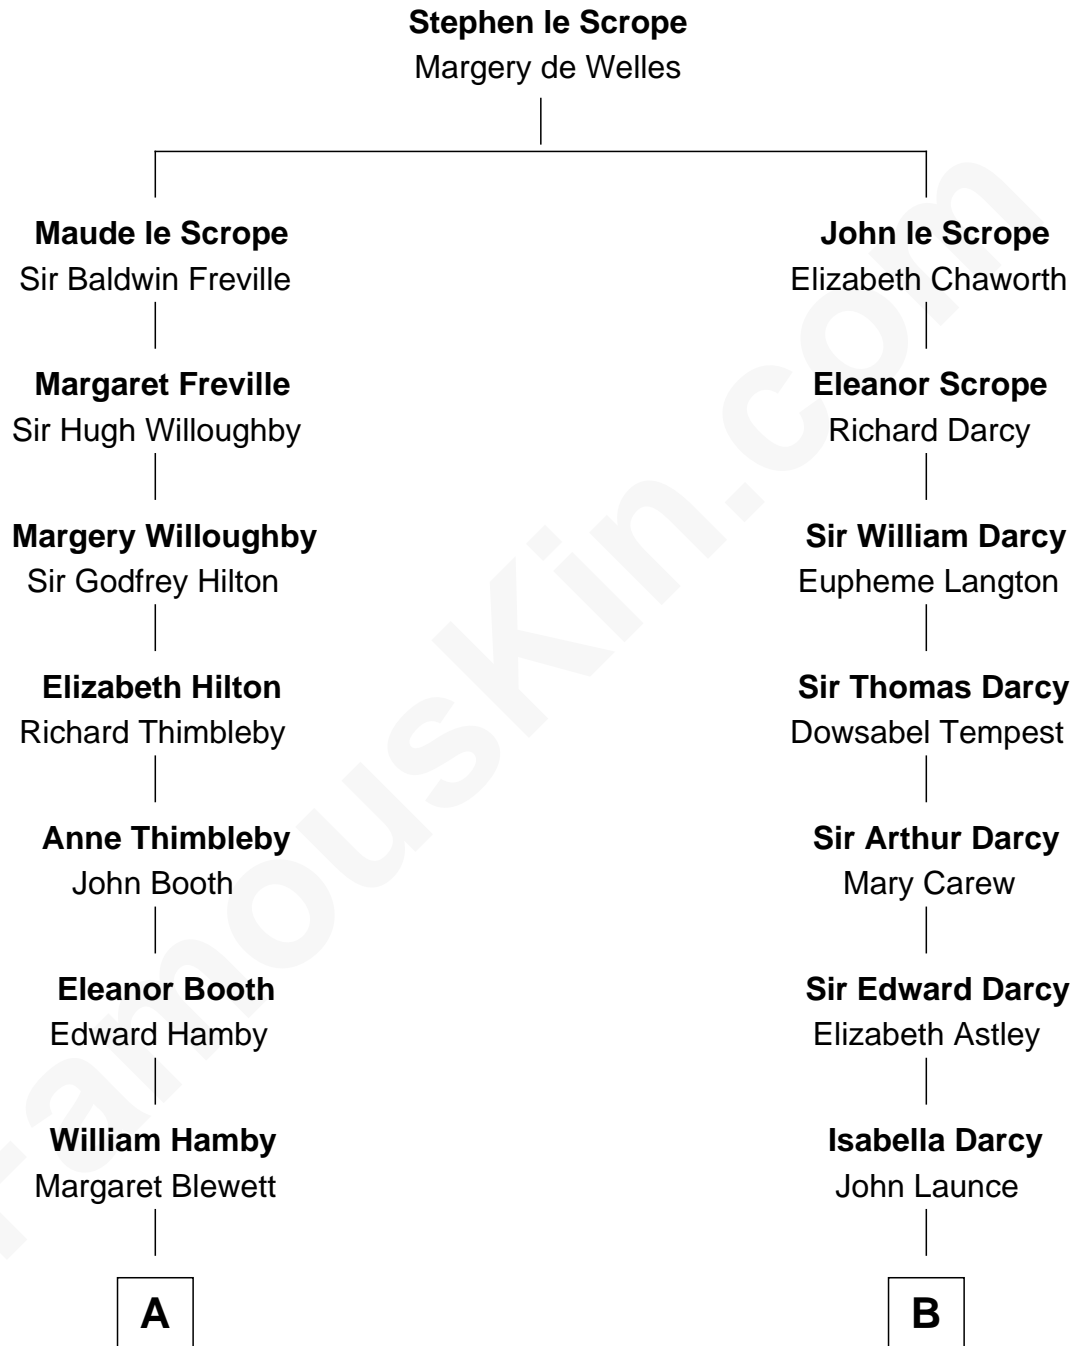 Stephen le Scrope
Margery de Welles
Maude le Scrope
Sir Baldwin Freville
John le Scrope
Elizabeth Chaworth
Margaret Freville
Sir Hugh Willoughby
Eleanor Scrope
Richard Darcy
Margery Willoughby
Sir Godfrey Hilton
Sir William Darcy
Eupheme Langton
Elizabeth Hilton
Richard Thimbleby
Sir Thomas Darcy
Dowsabel Tempest
Anne Thimbleby
John Booth
Sir Arthur Darcy
Mary Carew
Eleanor Booth
Edward Hamby
Sir Edward Darcy
Elizabeth Astley
William Hamby
Margaret Blewett
Isabella Darcy
John Launce
A
B
FamousKin.com